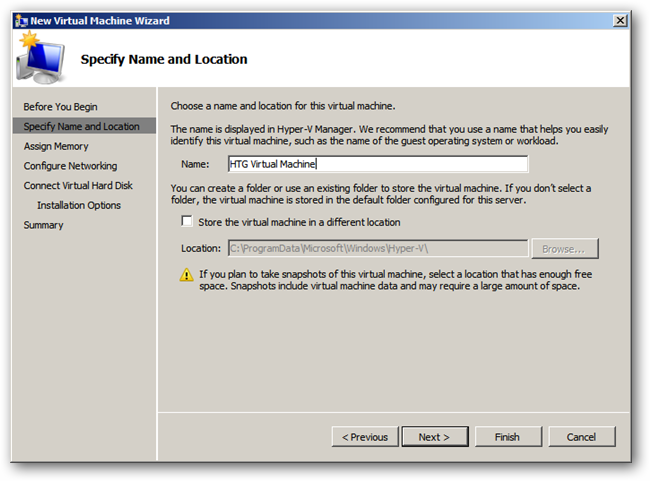 New Virtual Machine Wizard
Specify Name and Location
Before You Begin
Specify Name and Location
Assign Memory
Configure Networking
Connect Virtual Hard Disk
Installation Options
Summary
Choose a name and location for this virtual machine.
The name is displayed in Hyper-V Manager. We recommend that you use a name that helps you easily
identify this virtual machine, such as the name of the guest operating system or workload.
Name: HTG Virtual Machine
You can create a folder or use an existing folder to store the virtual machine. If you don't select a
folder, the virtual machine is stored in the default folder configured for this server.
Store the virtual machine in a different location
Location: C:\ProgramData\Microsoft\Windows\Hyper-V\ Browse...
If you plan to take snapshots of this virtual machine, select a location that has enough free
space. Snapshots include virtual machine data and may require a large amount of space.
< Previous Next > Finish Cancel